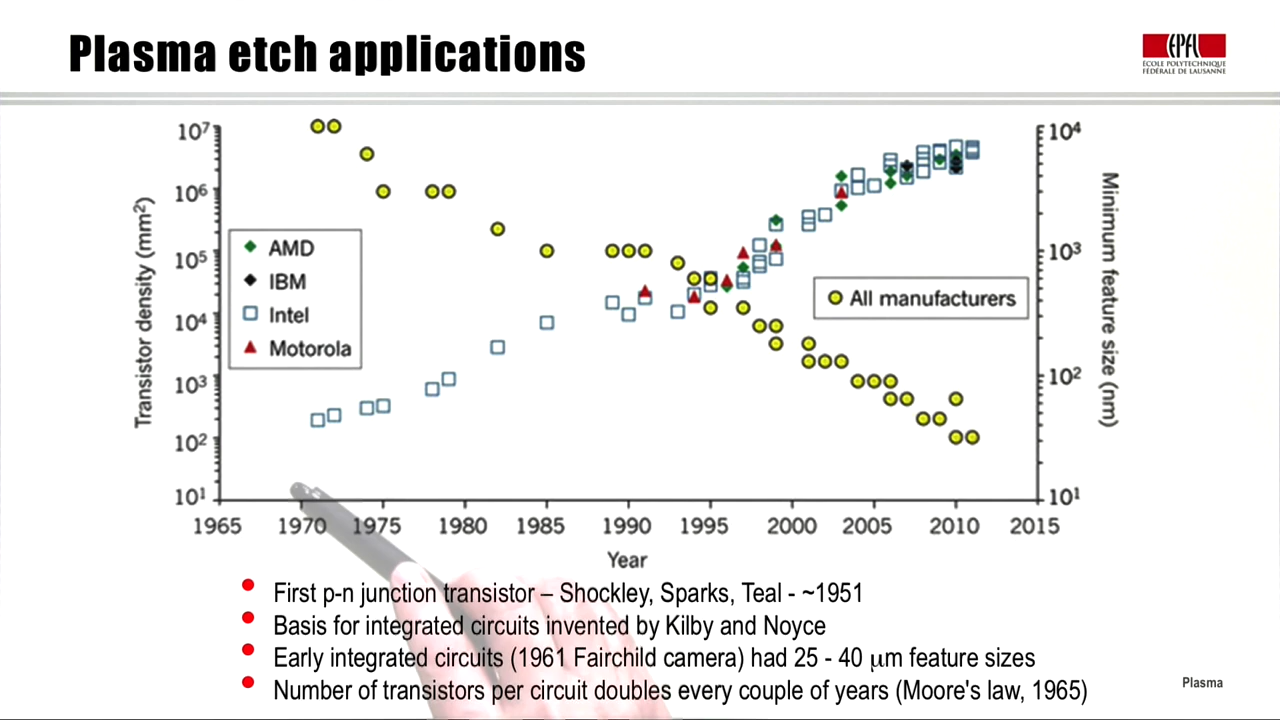 Plasma etch applications
EPFL
ÉCOLE POLYTECHNIQUE
FÉDÉRALE DE LAUSANNE
10⁷
10⁶
10⁵
10⁴
10³
10²
10¹
Transistor density (mm²)
AMD
IBM
Intel
Motorola
All manufacturers
10⁴
10³
10²
10¹
Minimum feature size (nm)
1965 1970 1975 1980 1985 1990 1995 2000 2005 2010 2015
Year
• First p-n junction transistor – Shockley, Sparks, Teal - ~1951
• Basis for integrated circuits invented by Kilby and Noyce
• Early integrated circuits (1961 Fairchild camera) had 25 - 40 μm feature sizes
• Number of transistors per circuit doubles every couple of years (Moore's law, 1965)
Plasma